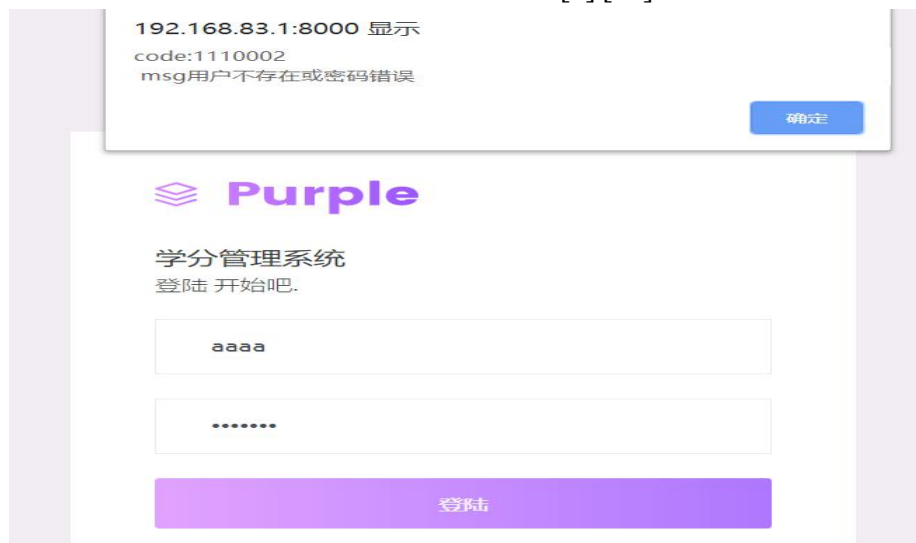 192.168.83.1:8000 显示
code:1110002
msg用户不存在或密码错误
确定
Purple
学分管理系统
登陆 开始吧.
aaaa
•••••••
登陆